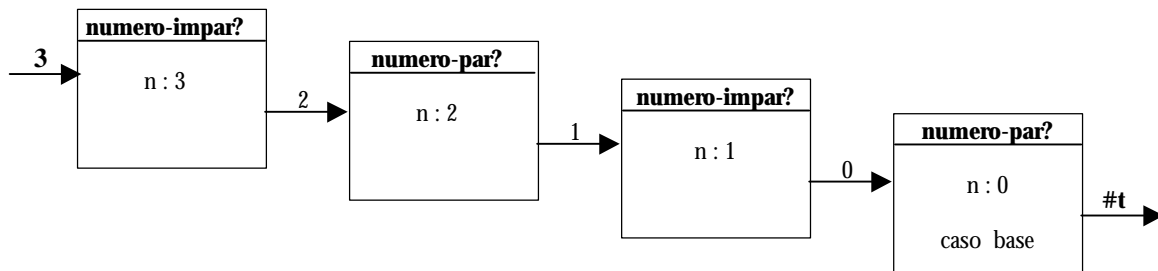 numero-impar?
3
n : 3
2
numero-par?
n : 2
1
numero-impar?
n : 1
0
numero-par?
n : 0
caso base
#t